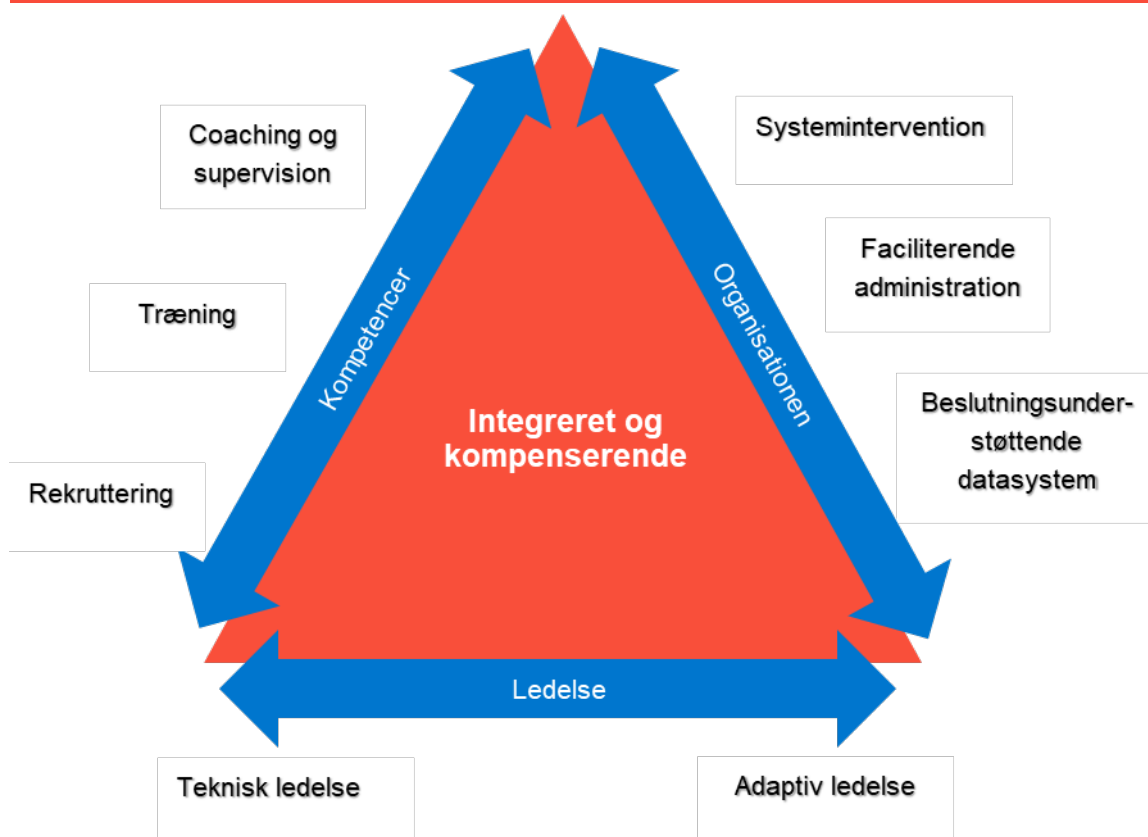 Coaching og
supervision
Systemintervention
Faciliterende
administration
Træning
Kompetencer
Organisationen
Beslutningsunder-
støttende
datasystem
Integreret og
kompenserende
Rekruttering
Ledelse
Teknisk ledelse
Adaptiv ledelse